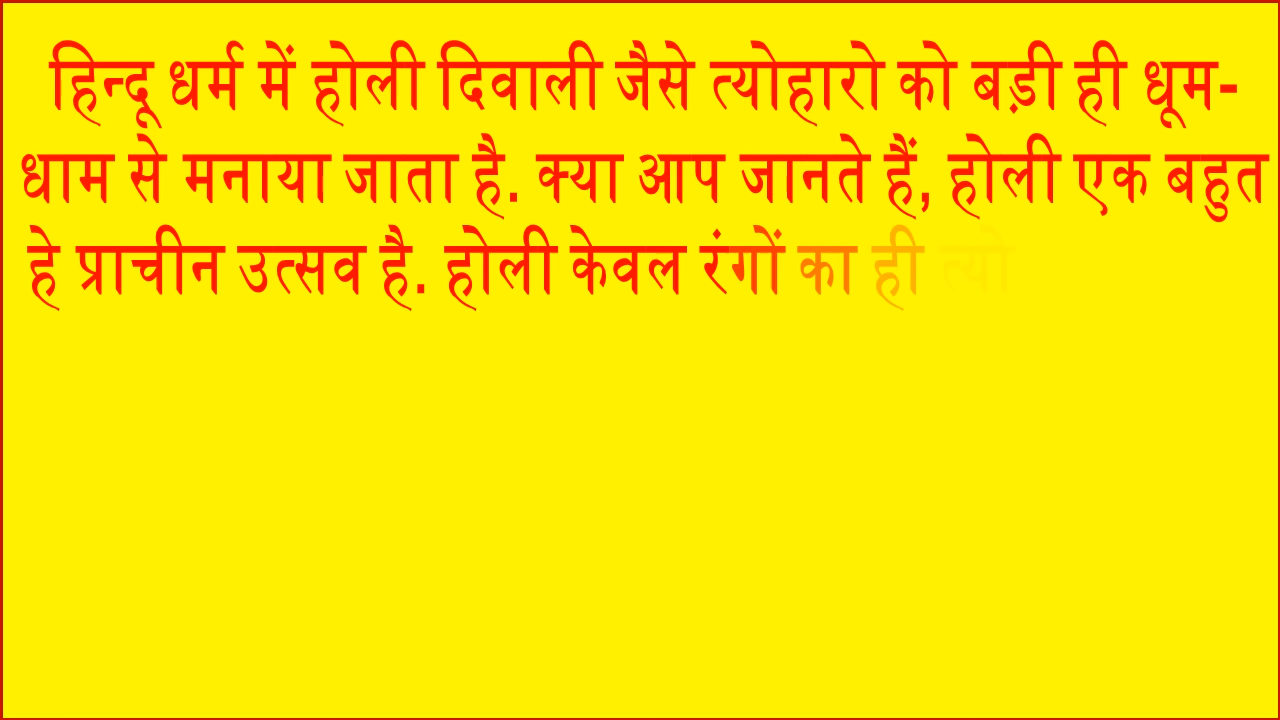 हिन्दू धर्म में होली दिवाली जैसे त्योहारो को बड़ी ही धूम-
धाम से मनाया जाता है. क्या आप जानते हैं, होली एक बहुत
हे प्राचीन उत्सव है. होली केवल रंगों का ही त्यो